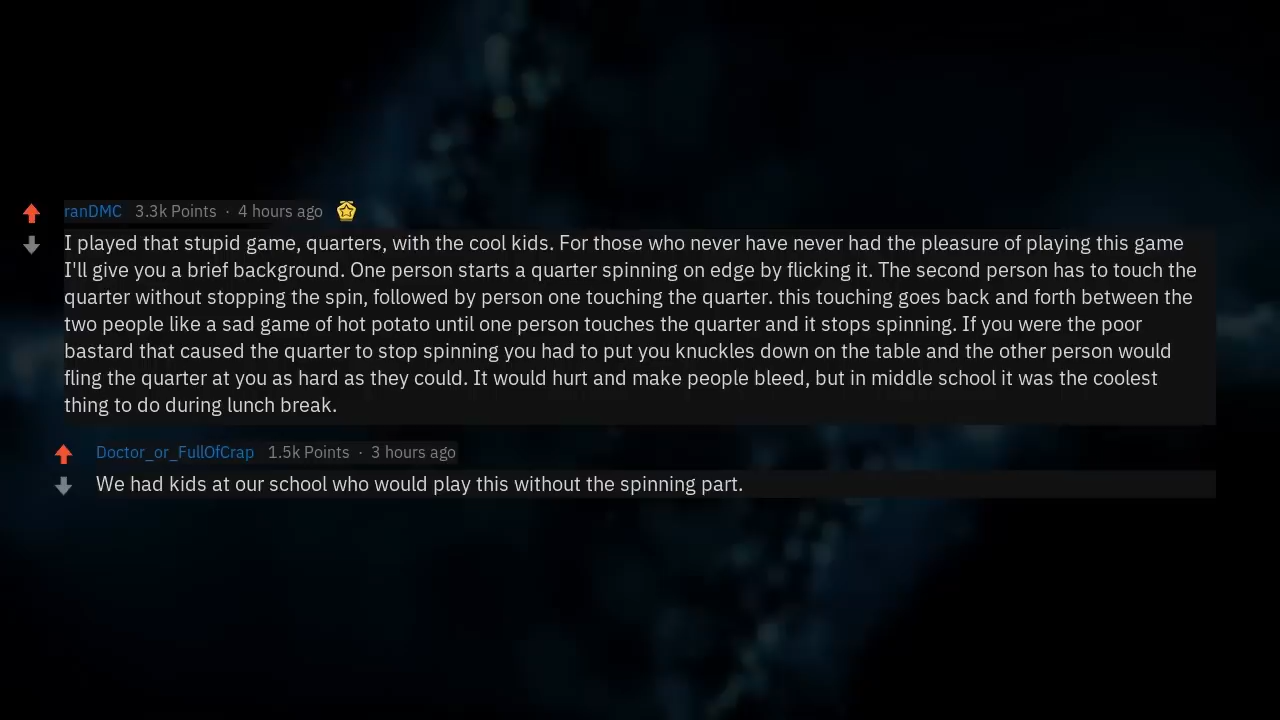 ranDMC 3.3k Points · 4 hours ago
I played that stupid game, quarters, with the cool kids. For those who never have never had the pleasure of playing this game
I'll give you a brief background. One person starts a quarter spinning on edge by flicking it. The second person has to touch the
quarter without stopping the spin, followed by person one touching the quarter. this touching goes back and forth between the
two people like a sad game of hot potato until one person touches the quarter and it stops spinning. If you were the poor
bastard that caused the quarter to stop spinning you had to put you knuckles down on the table and the other person would
fling the quarter at you as hard as they could. It would hurt and make people bleed, but in middle school it was the coolest
thing to do during lunch break.
Doctor_or_FullOfCrap 1.5k Points · 3 hours ago
We had kids at our school who would play this without the spinning part.